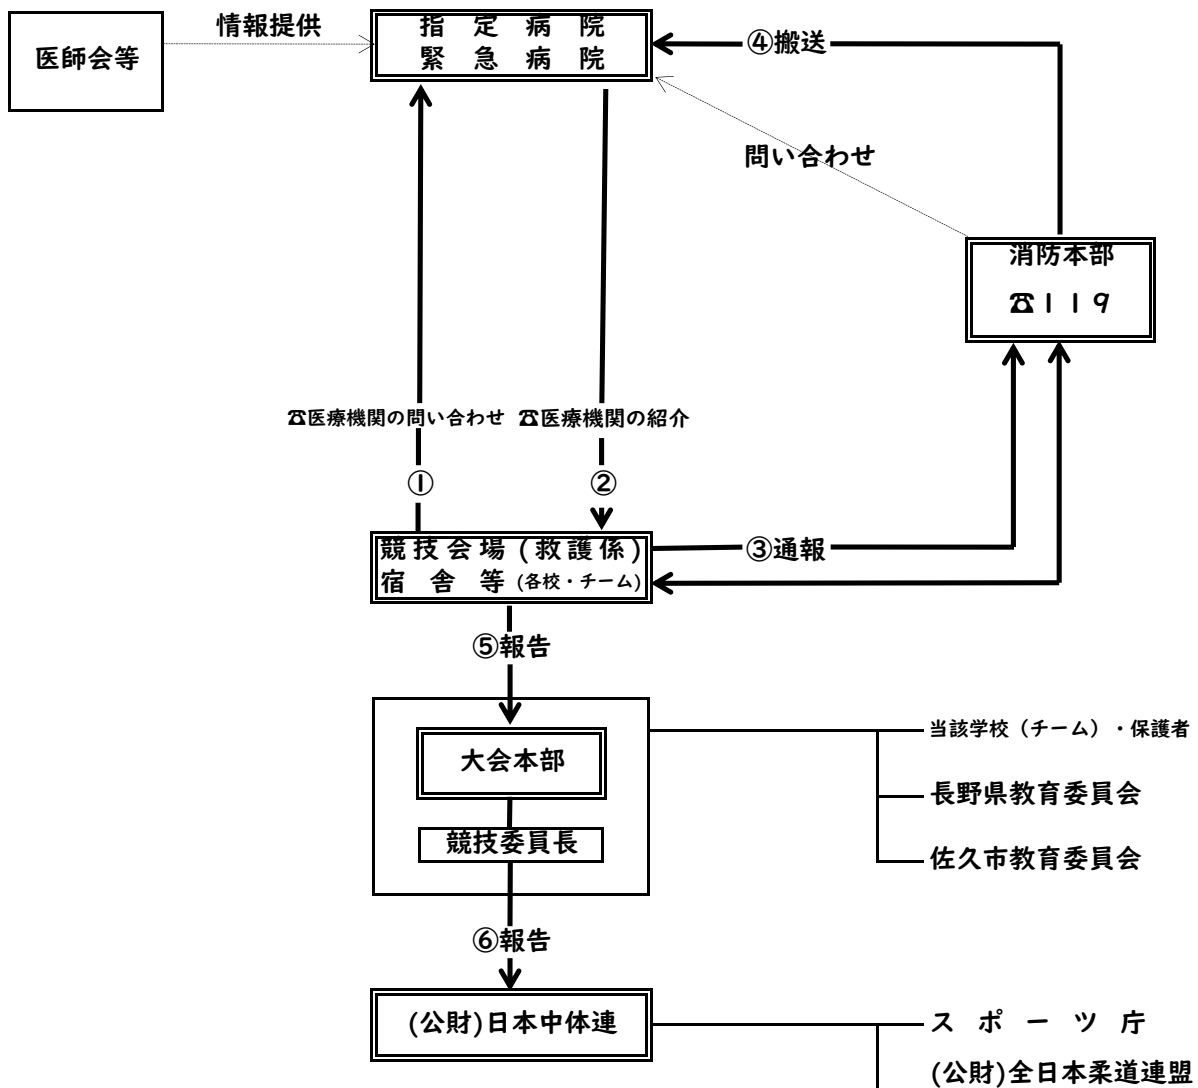 情報提供
医師会等
指定病院
緊急病院
④搬送
問い合わせ
消防本部
☎119
☎医療機関の問い合わせ
☎医療機関の紹介
①
②
競技会場(救護係)
宿舎等(各校・チーム)
③通報
⑤報告
大会本部
競技委員長
当該学校（チーム）・保護者
長野県教育委員会
佐久市教育委員会
⑥報告
(公財)日本中体連
スポーツ庁
(公財)全日本柔道連盟